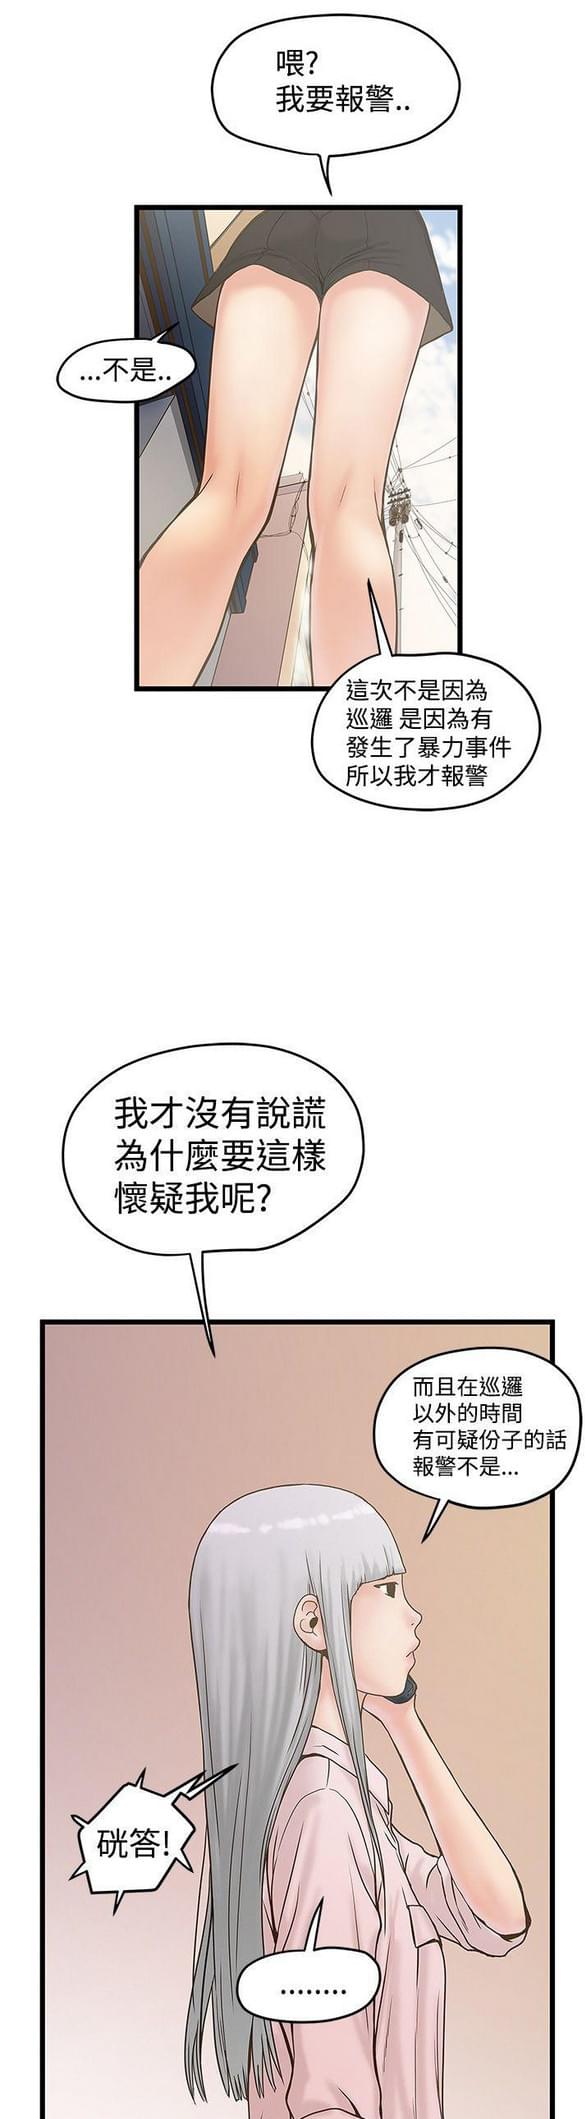 喂?
我要報警..
...不是..
這次不是因為
巡邏 是因為有
發生了暴力事件
所以我才報警
我才沒有說謊
為什麼要這樣
懷疑我呢?
而且在巡邏
以外的時間
有可疑份子的話
報警不是...
硄答!
........